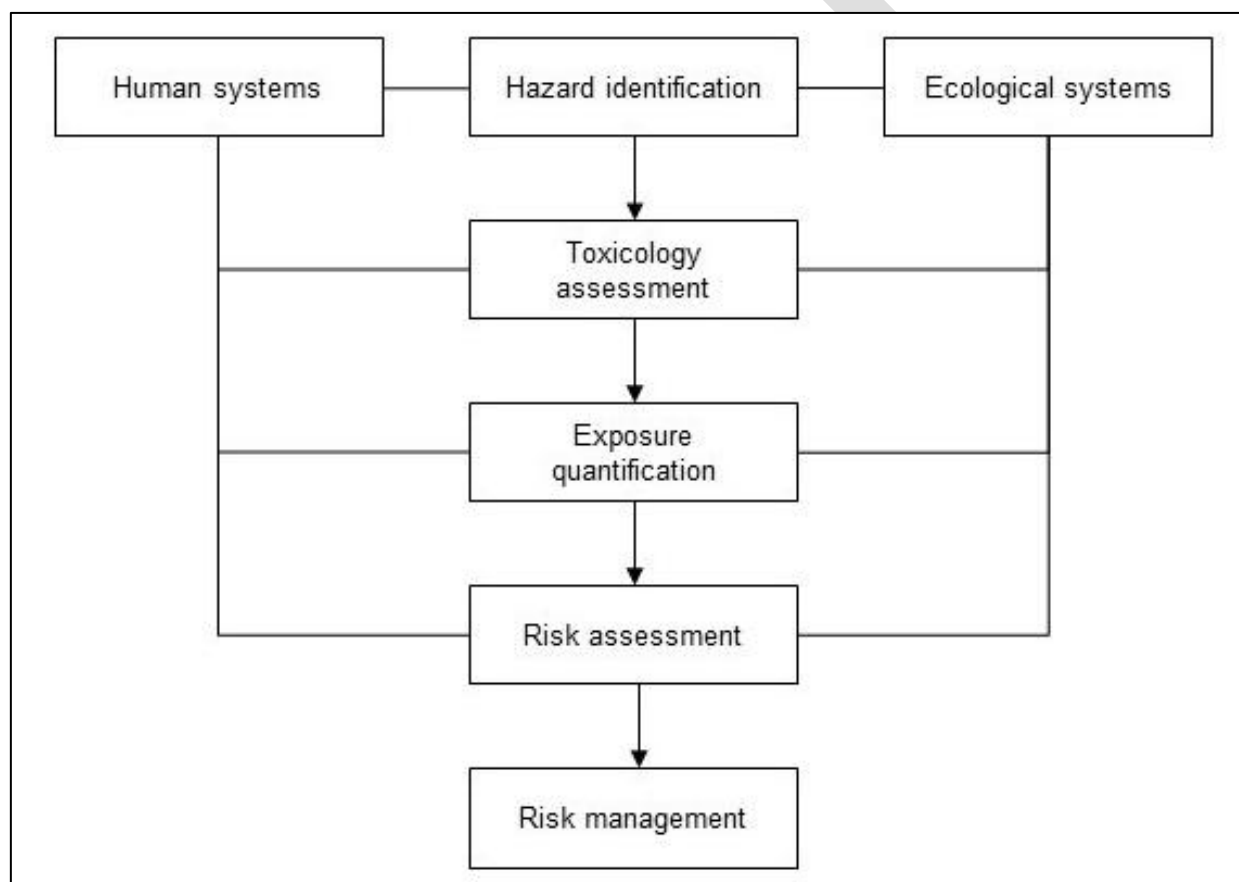 Human systems
Hazard identification
Ecological systems
Toxicology
assessment
Exposure
quantification
Risk assessment
Risk management